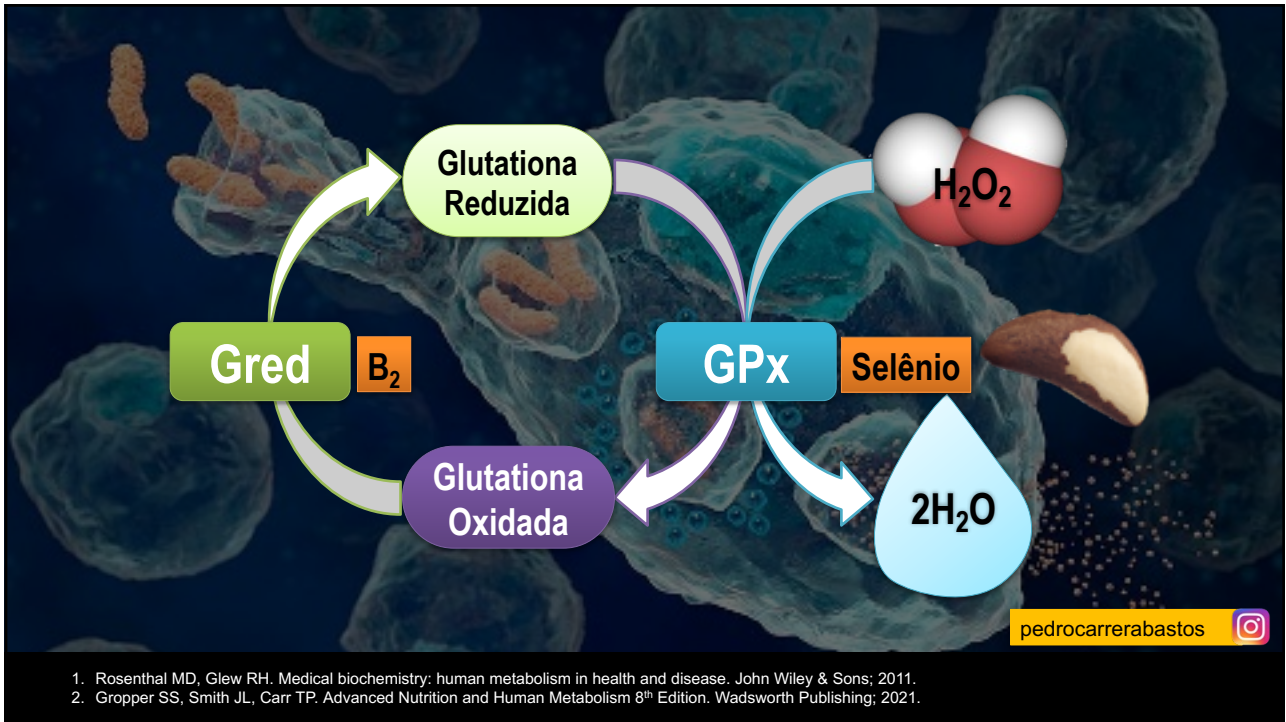 Glutationa
Reduzida
H₂O₂
Gred
B₂
GPx
Selênio
Glutationa
Oxidada
2H₂O
pedrocarrerabastos
1. Rosenthal MD, Glew RH. Medical biochemistry: human metabolism in health and disease. John Wiley & Sons; 2011.
2. Gropper SS, Smith JL, Carr TP. Advanced Nutrition and Human Metabolism 8th Edition. Wadsworth Publishing; 2021.